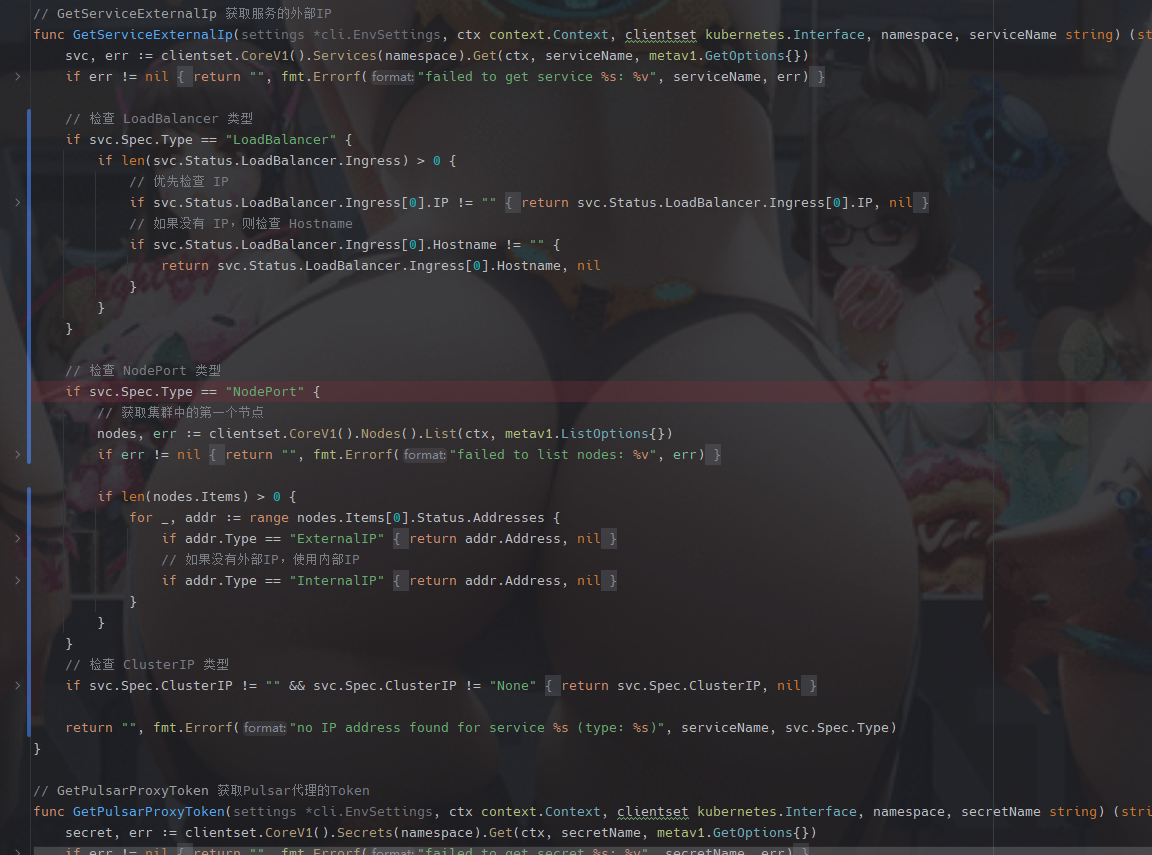 // GetServiceExternalIp 获取服务的外部IP
func GetServiceExternalIp(settings *cli.EnvSettings, ctx context.Context, clientset kubernetes.Interface, namespace, serviceName string) (st
svc, err := clientset.CoreV1().Services(namespace).Get(ctx, serviceName, metav1.GetOptions{})
if err != nil { return "", fmt.Errorf( format: "failed to get service %s: %v", serviceName, err) }
// 检查 LoadBalancer 类型
if svc.Spec.Type == "LoadBalancer" {
if len(svc.Status.LoadBalancer.Ingress) > 0 {
// 优先检查 IP
if svc.Status.LoadBalancer.Ingress[0].IP != "" { return svc.Status.LoadBalancer.Ingress[0].IP, nil }
// 如果没有 IP，则检查 Hostname
if svc.Status.LoadBalancer.Ingress[0].Hostname != "" {
return svc.Status.LoadBalancer.Ingress[0].Hostname, nil
}
}
}
// 检查 NodePort 类型
if svc.Spec.Type == "NodePort" {
// 获取集群中的第一个节点
nodes, err := clientset.CoreV1().Nodes().List(ctx, metav1.ListOptions{})
if err != nil { return "", fmt.Errorf( format: "failed to list nodes: %v", err) }
if len(nodes.Items) > 0 {
for _, addr := range nodes.Items[0].Status.Addresses {
if addr.Type == "ExternalIP" { return addr.Address, nil }
// 如果没有外部IP，使用内部IP
if addr.Type == "InternalIP" { return addr.Address, nil }
}
}
}
// 检查 ClusterIP 类型
if svc.Spec.ClusterIP != "" && svc.Spec.ClusterIP != "None" { return svc.Spec.ClusterIP, nil }
return "", fmt.Errorf( format: "no IP address found for service %s (type: %s)", serviceName, svc.Spec.Type)
}
// GetPulsarProxyToken 获取Pulsar代理的Token
func GetPulsarProxyToken(settings *cli.EnvSettings, ctx context.Context, clientset kubernetes.Interface, namespace, secretName string) (stri
secret, err := clientset.CoreV1().Secrets(namespace).Get(ctx, secretName, metav1.GetOptions{})
if err != nil { return "", fmt.Errorf( format: "failed to get secret %s: %v", secretName, err) }